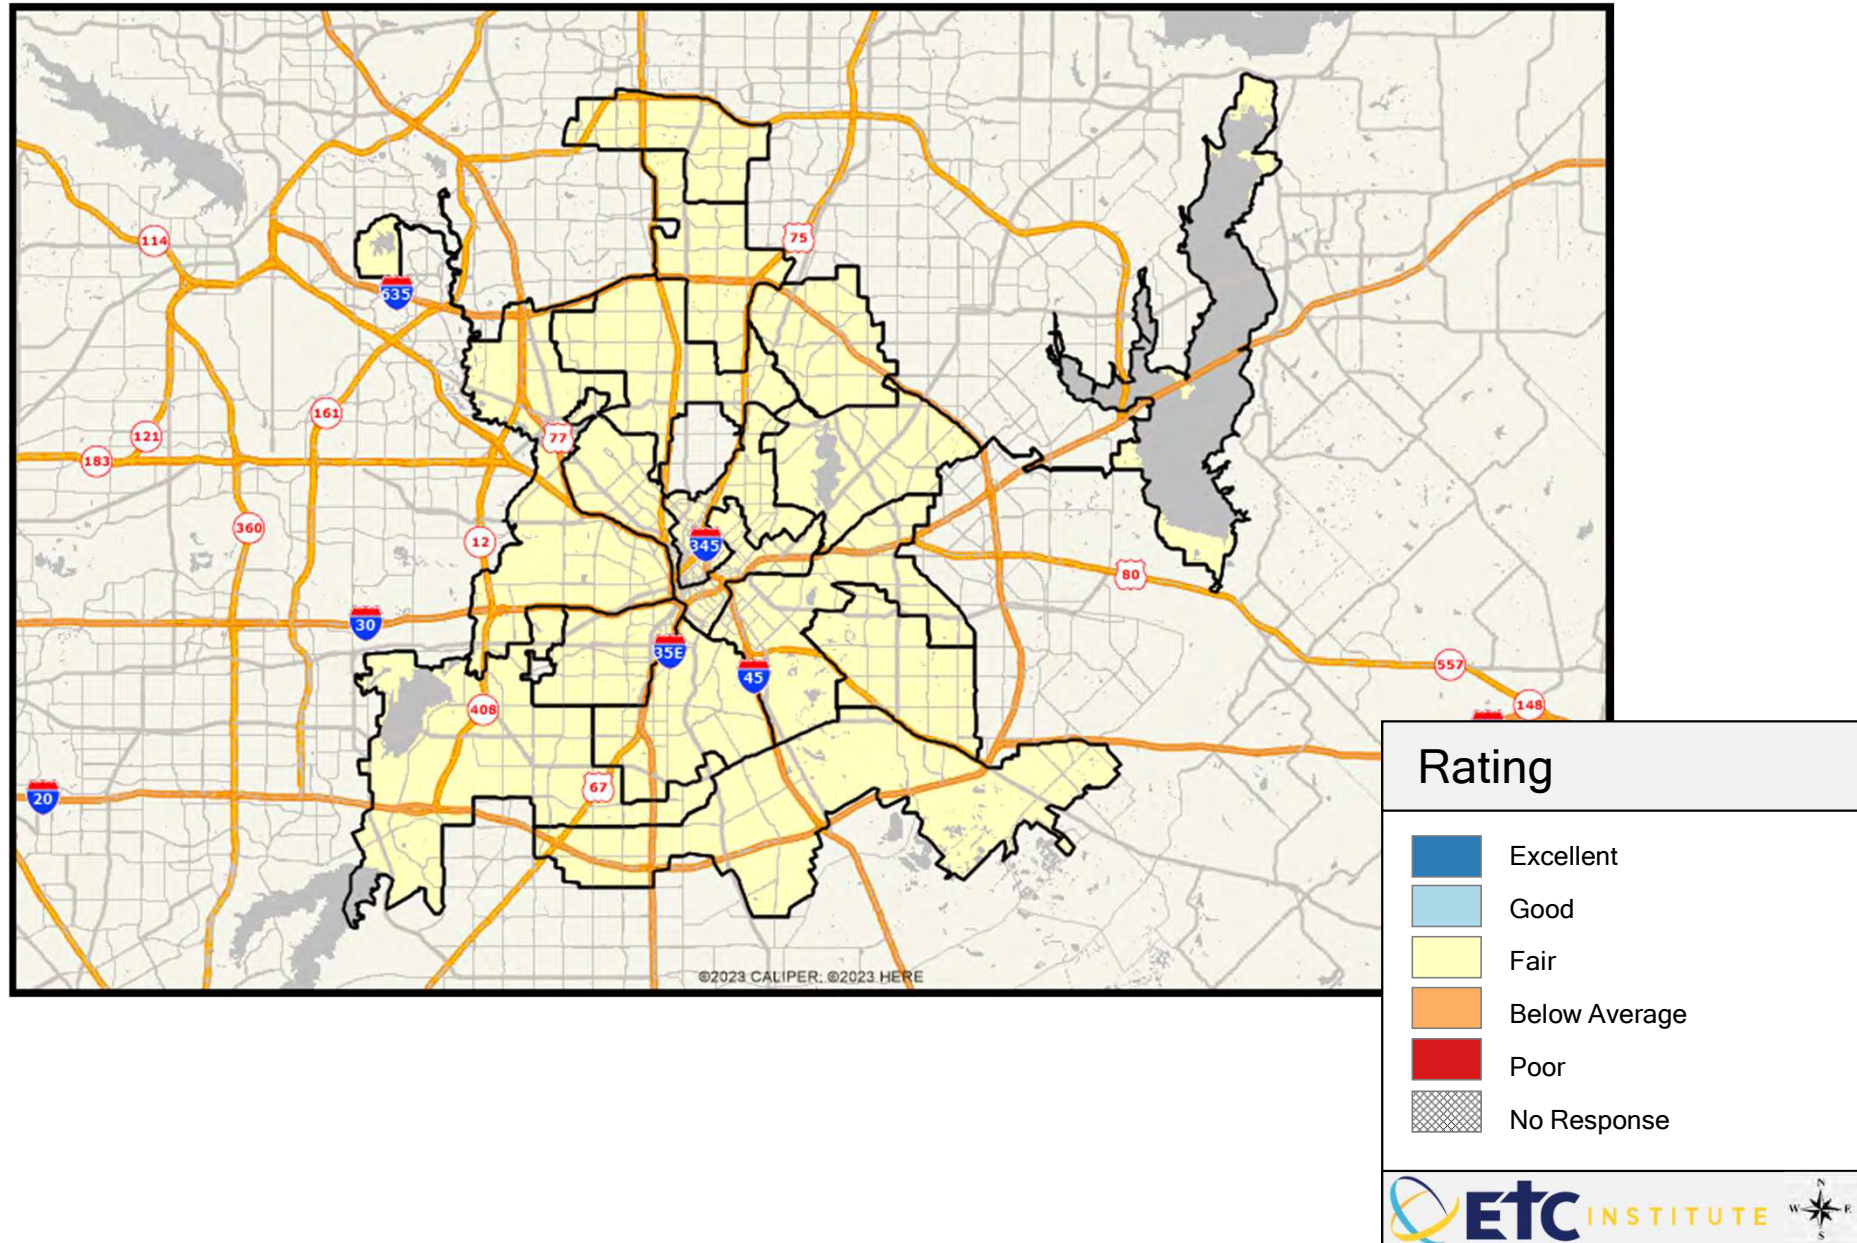 114
75
635
161
121
77
183
360
12
345
80
30
35E
45
557
148
408
67
20
©2023 CALIPER; ©2023 HERE
Rating
Excellent
Good
Fair
Below Average
Poor
No Response
ETC INSTITUTE
N
W E
S